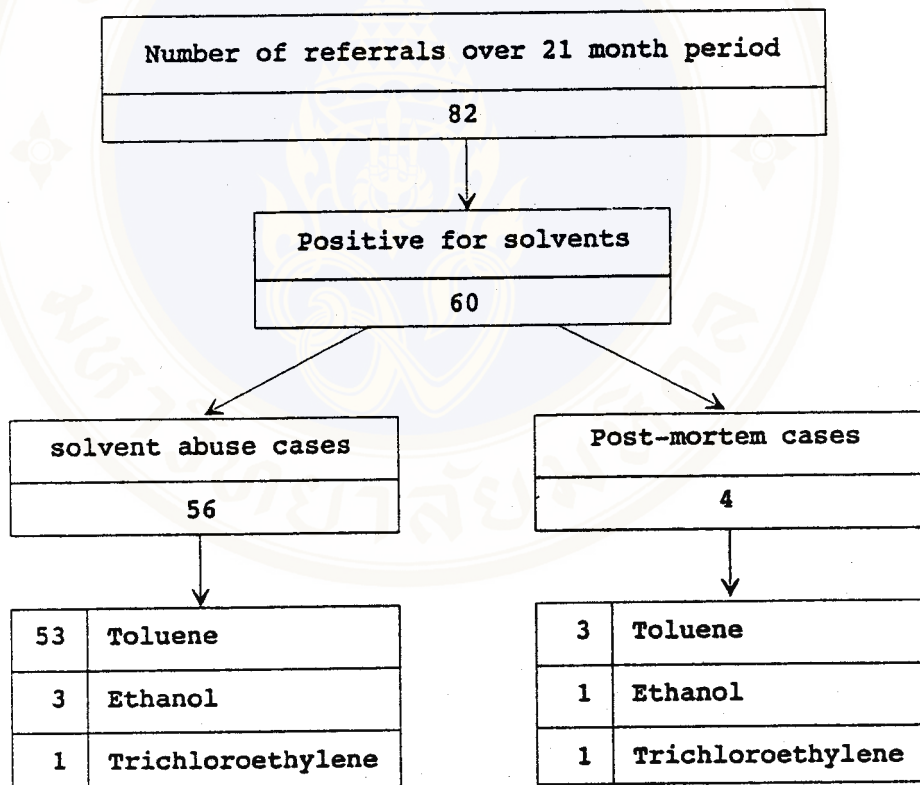 Number of referrals over 21 month period
82
Positive for solvents
60
solvent abuse cases
56
Post-mortem cases
4
53 Toluene
3 Ethanol
1 Trichloroethylene
3 Toluene
1 Ethanol
1 Trichloroethylene